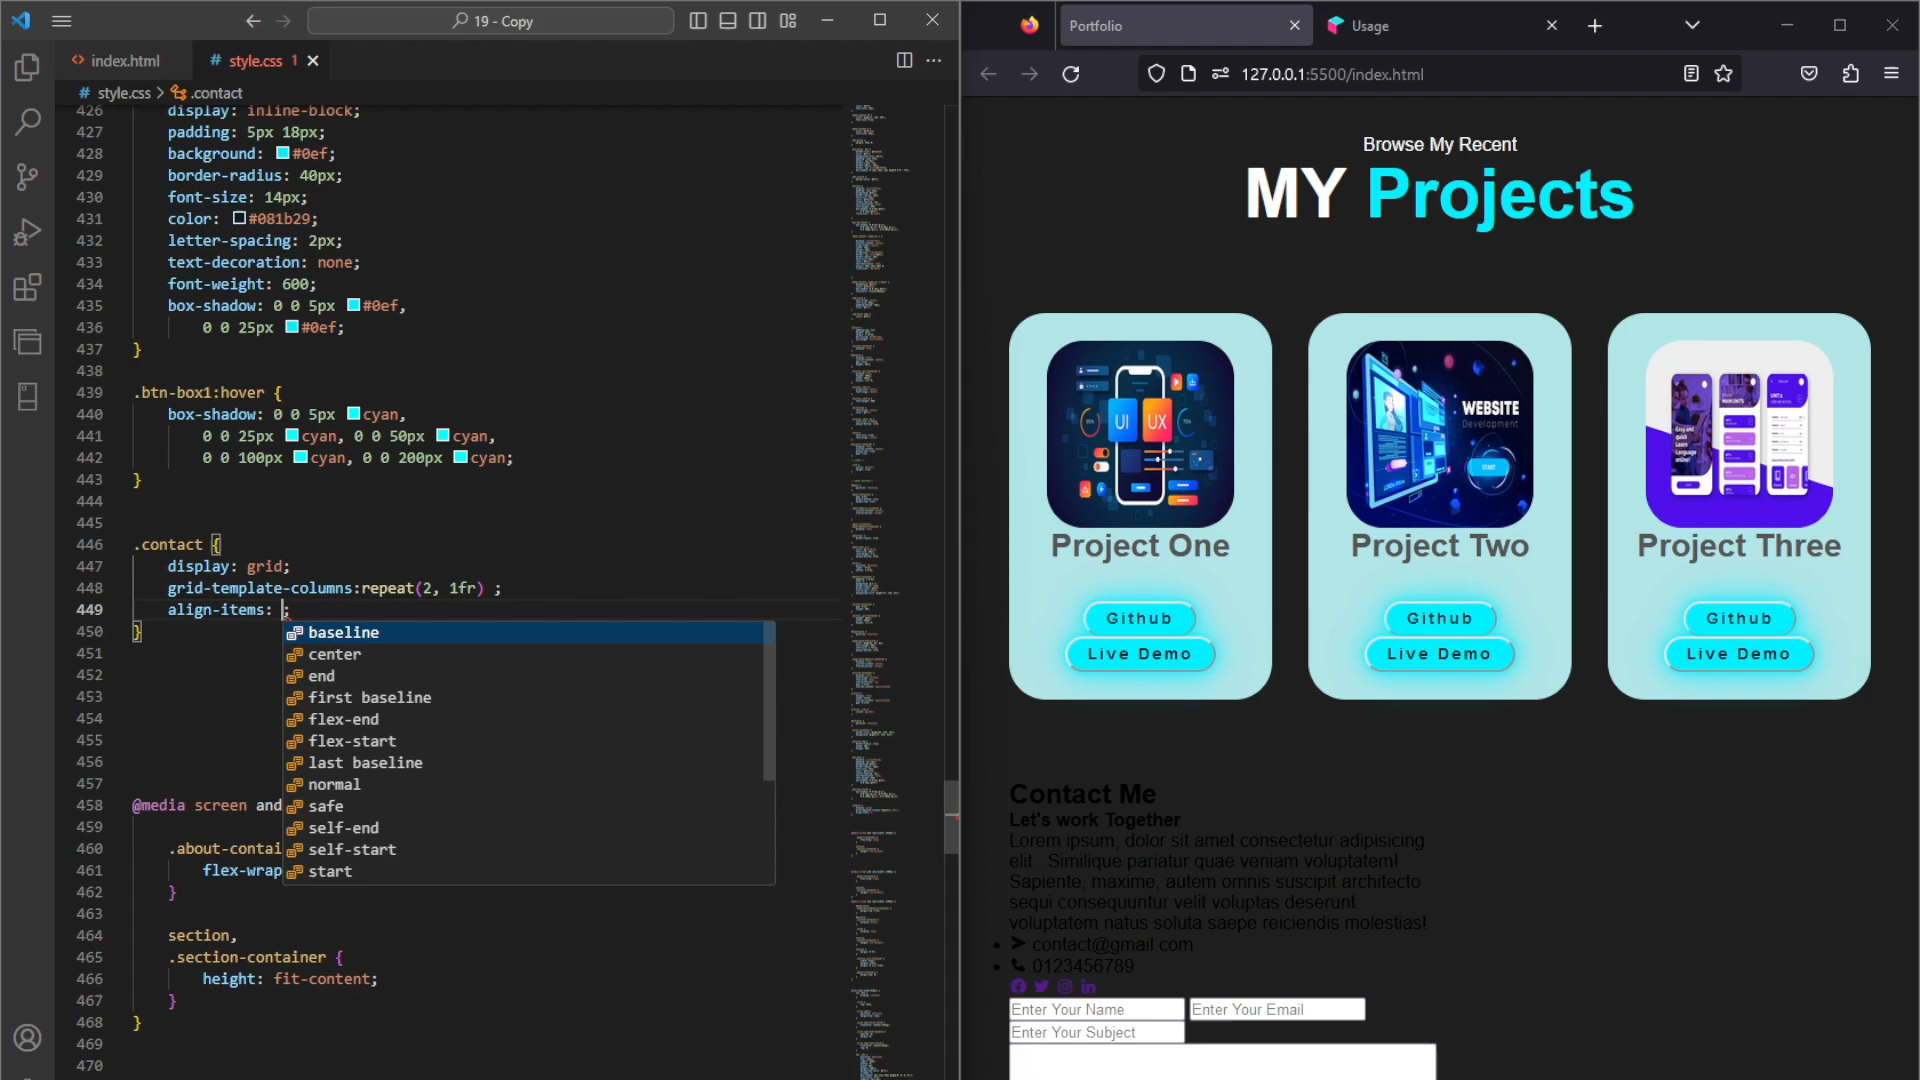 19 - Copy
index.html
style.css 1
style.css > .contact
426 display: inline-block;
427 padding: 5px 18px;
428 background: #0ef;
429 border-radius: 40px;
430 font-size: 14px;
431 color: #081b29;
432 letter-spacing: 2px;
433 text-decoration: none;
434 font-weight: 600;
435 box-shadow: 0 0 5px #0ef,
436 0 0 25px #0ef;
437 }
438
439 .btn-box1:hover {
440 box-shadow: 0 0 5px cyan,
441 0 0 25px cyan, 0 0 50px cyan,
442 0 0 100px cyan, 0 0 200px cyan;
443 }
444
445
446 .contact {
447 display: grid;
448 grid-template-columns:repeat(2, 1fr) ;
449 align-items: ;
450 }
451
452
453
454
455
456
457
458 @media screen and
459
460 .about-contai
461 flex-wrap
462 }
463
464 section,
465 .section-container {
466 height: fit-content;
467 }
468 }
469
470
baseline
center
end
first baseline
flex-end
flex-start
last baseline
normal
safe
self-end
self-start
start
Portfolio
Usage
127.0.0.1:5500/index.html
Browse My Recent
MY Projects
UI UX
WEBSITE
Development
START
Project One
Project Two
Project Three
Github
Live Demo
Github
Live Demo
Github
Live Demo
Contact Me
Let's work Together
Lorem ipsum, dolor sit amet consectetur adipisicing
elit . Similique pariatur quae veniam voluptatem!
Sapiente, maxime, autem omnis suscipit architecto
sequi consequuntur velit voluptas deserunt
voluptatem natus soluta saepe reiciendis molestias!
contact@gmail.com
0123456789
Enter Your Name
Enter Your Email
Enter Your Subject